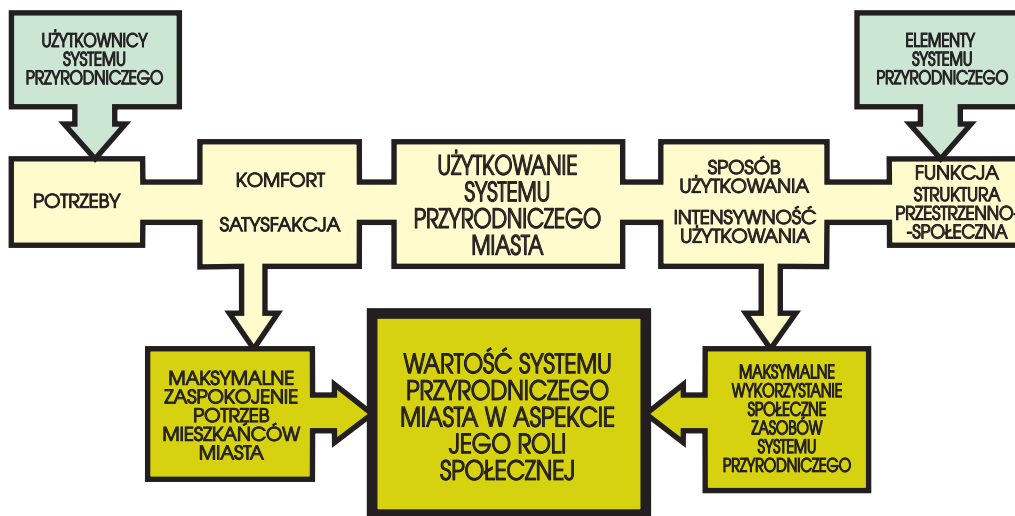 UŻYTKOWNICY
SYSTEMU
PRZYRODNICZEGO
ELEMENTY
SYSTEMU
PRZYRODNICZEGO
POTRZEBY
KOMFORT
SATYSFAKCJA
UŻYTKOWANIE
SYSTEMU
PRZYRODNICZEGO
MIASTA
SPOSÓB
UŻYTKOWANIA
INTENSYWNOŚĆ
UŻYTKOWANIA
FUNKCJA
STRUKTURA
PRZESTRZENNO-
-SPOŁECZNA
MAKSYMALNE
ZASPOKOJENIE
POTRZEB
MIESZKAŃCÓW
MIASTA
WARTOŚĆ SYSTEMU
PRZYRODNICZEGO
MIASTA W ASPEKCIE
JEGO ROLI
SPOŁECZNEJ
MAKSYMALNE
WYKORZYSTANIE
SPOŁECZNE
ZASOBÓW
SYSTEMU
PRZYRODNICZEGO